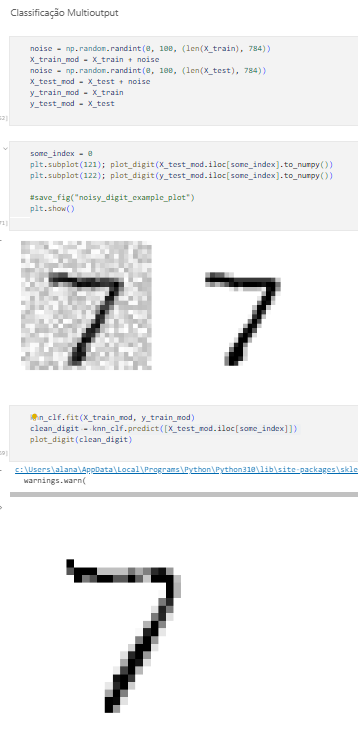 Classificação Multioutput
noise = np.random.randint(0, 100, (len(X_train), 784))
X_train_mod = X_train + noise
noise = np.random.randint(0, 100, (len(X_test), 784))
X_test_mod = X_test + noise
y_train_mod = X_train
y_test_mod = X_test
some_index = 0
plt.subplot(121); plot_digit(X_test_mod.iloc[some_index].to_numpy())
plt.subplot(122); plot_digit(y_test_mod.iloc[some_index].to_numpy())
#save_fig("noisy_digit_example_plot")
plt.show()
7 7
nn_clf.fit(X_train_mod, y_train_mod)
clean_digit = knn_clf.predict([X_test_mod.iloc[some_index]])
plot_digit(clean_digit)
c:\Users\alana\AppData\Local\Programs\Python\Python310\lib\site-packages\skle
warnings.warn(
7